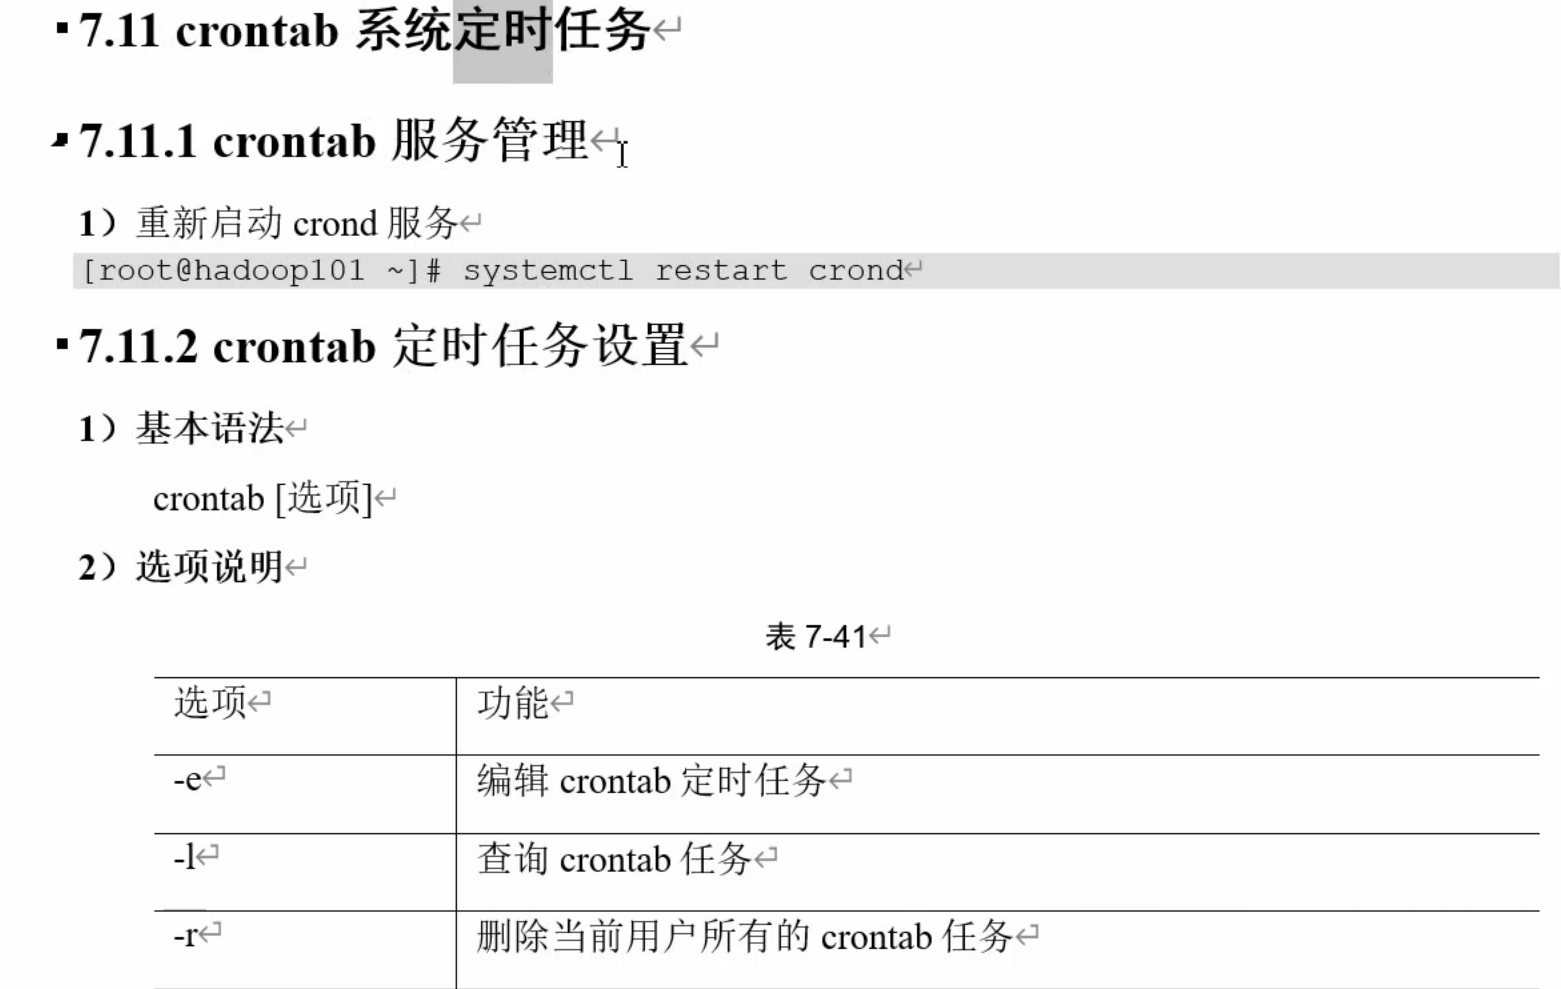 7.11 crontab 系统定时任务
7.11.1 crontab 服务管理
1）重新启动 crond 服务
[root@hadoop101 ~]# systemctl restart crond
7.11.2 crontab 定时任务设置
1）基本语法
crontab [选项]
2）选项说明
表 7-41
选项 功能
-e 编辑 crontab 定时任务
-l 查询 crontab 任务
-r 删除当前用户所有的 crontab 任务